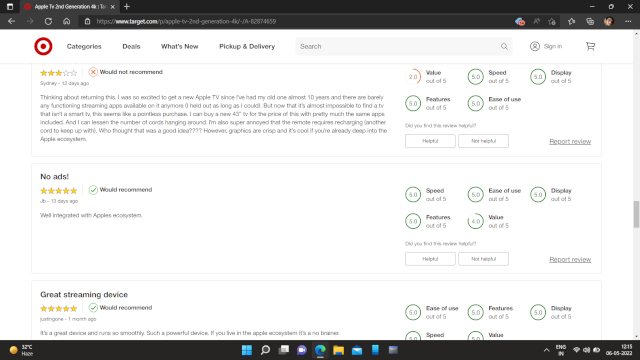 Apple Tv 2nd Generation 4k : Tar
https://www.target.com/p/apple-tv-2nd-generation-4k/-/A-82874659
Categories
Deals
What's New
Pickup & Delivery
Search
Sign in
Would not recommend
Sydney - 13 days ago
Thinking about returning this. I was so excited to get a new Apple TV since I've had my old one almost 10 years and there are barely
any functioning streaming apps available on it anymore (I held out as long as I could). But now that it's almost impossible to find a tv
that isn't a smart tv, this seems like a pointless purchase. I can buy a new 43" tv for the price of this with pretty much the same apps
included. And I can lessen the number of cords hanging around. I'm also super annoyed that the remote requires recharging (another
cord to keep up with). Who thought that was a good idea???? However, graphics are crisp and it's cool if you're already deep into the
Apple ecosystem.
2.0 Value out of 5
5.0 Speed out of 5
5.0 Display out of 5
5.0 Features out of 5
5.0 Ease of use out of 5
Did you find this review helpful?
Helpful
Not helpful
Report review
No ads!
Would recommend
Jb - 13 days ago
Well integrated with Apples ecosystem.
5.0 Speed out of 5
5.0 Ease of use out of 5
5.0 Display out of 5
5.0 Features out of 5
4.0 Value out of 5
Did you find this review helpful?
Helpful
Not helpful
Report review
Great streaming device
Would recommend
justingone - 1 month ago
It's a great device and runs so smoothly. Such a powerful device. If you live in the apple ecosystem it's a no brainer
5.0 Ease of use out of 5
5.0 Features out of 5
5.0 Display out of 5
5.0 Speed
5.0 Value
32°C
Haze
ENG
IN
12:15
06-05-2022